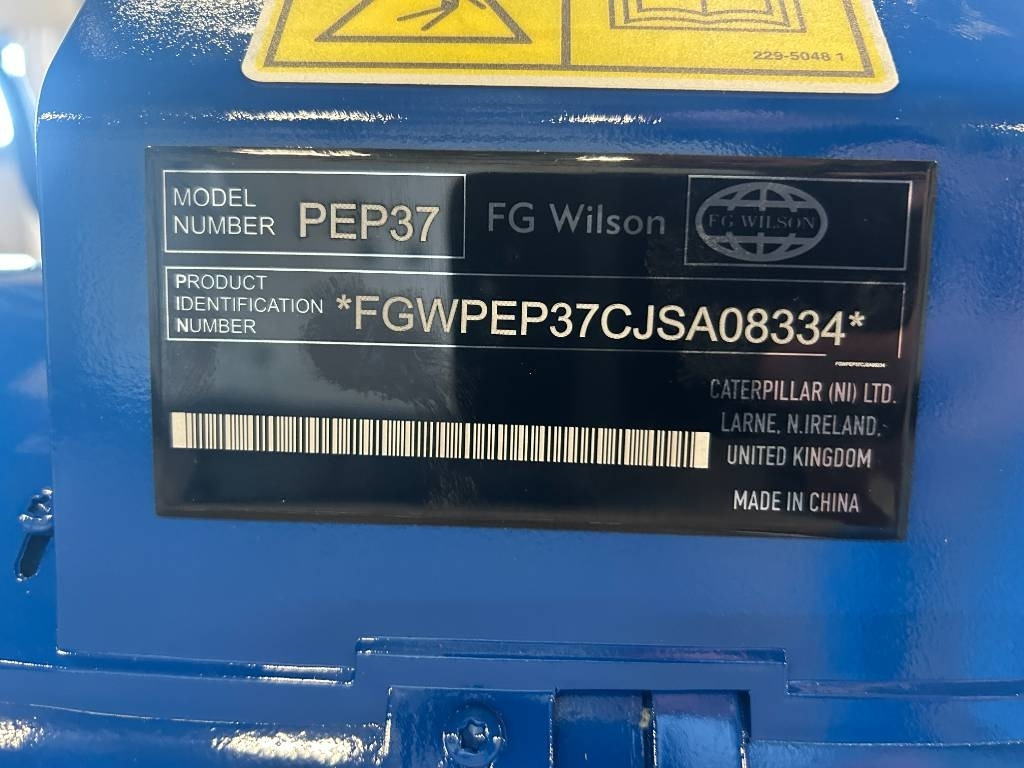 229-5048 1
MODEL
NUMBER
PEP37
FG Wilson
FG WILSON
PRODUCT
IDENTIFICATION
NUMBER
*FGWPEP37CJSA08334*
CATERPILLAR (NI) LTD.
LARNE, N.IRELAND,
UNITED KINGDOM
MADE IN CHINA